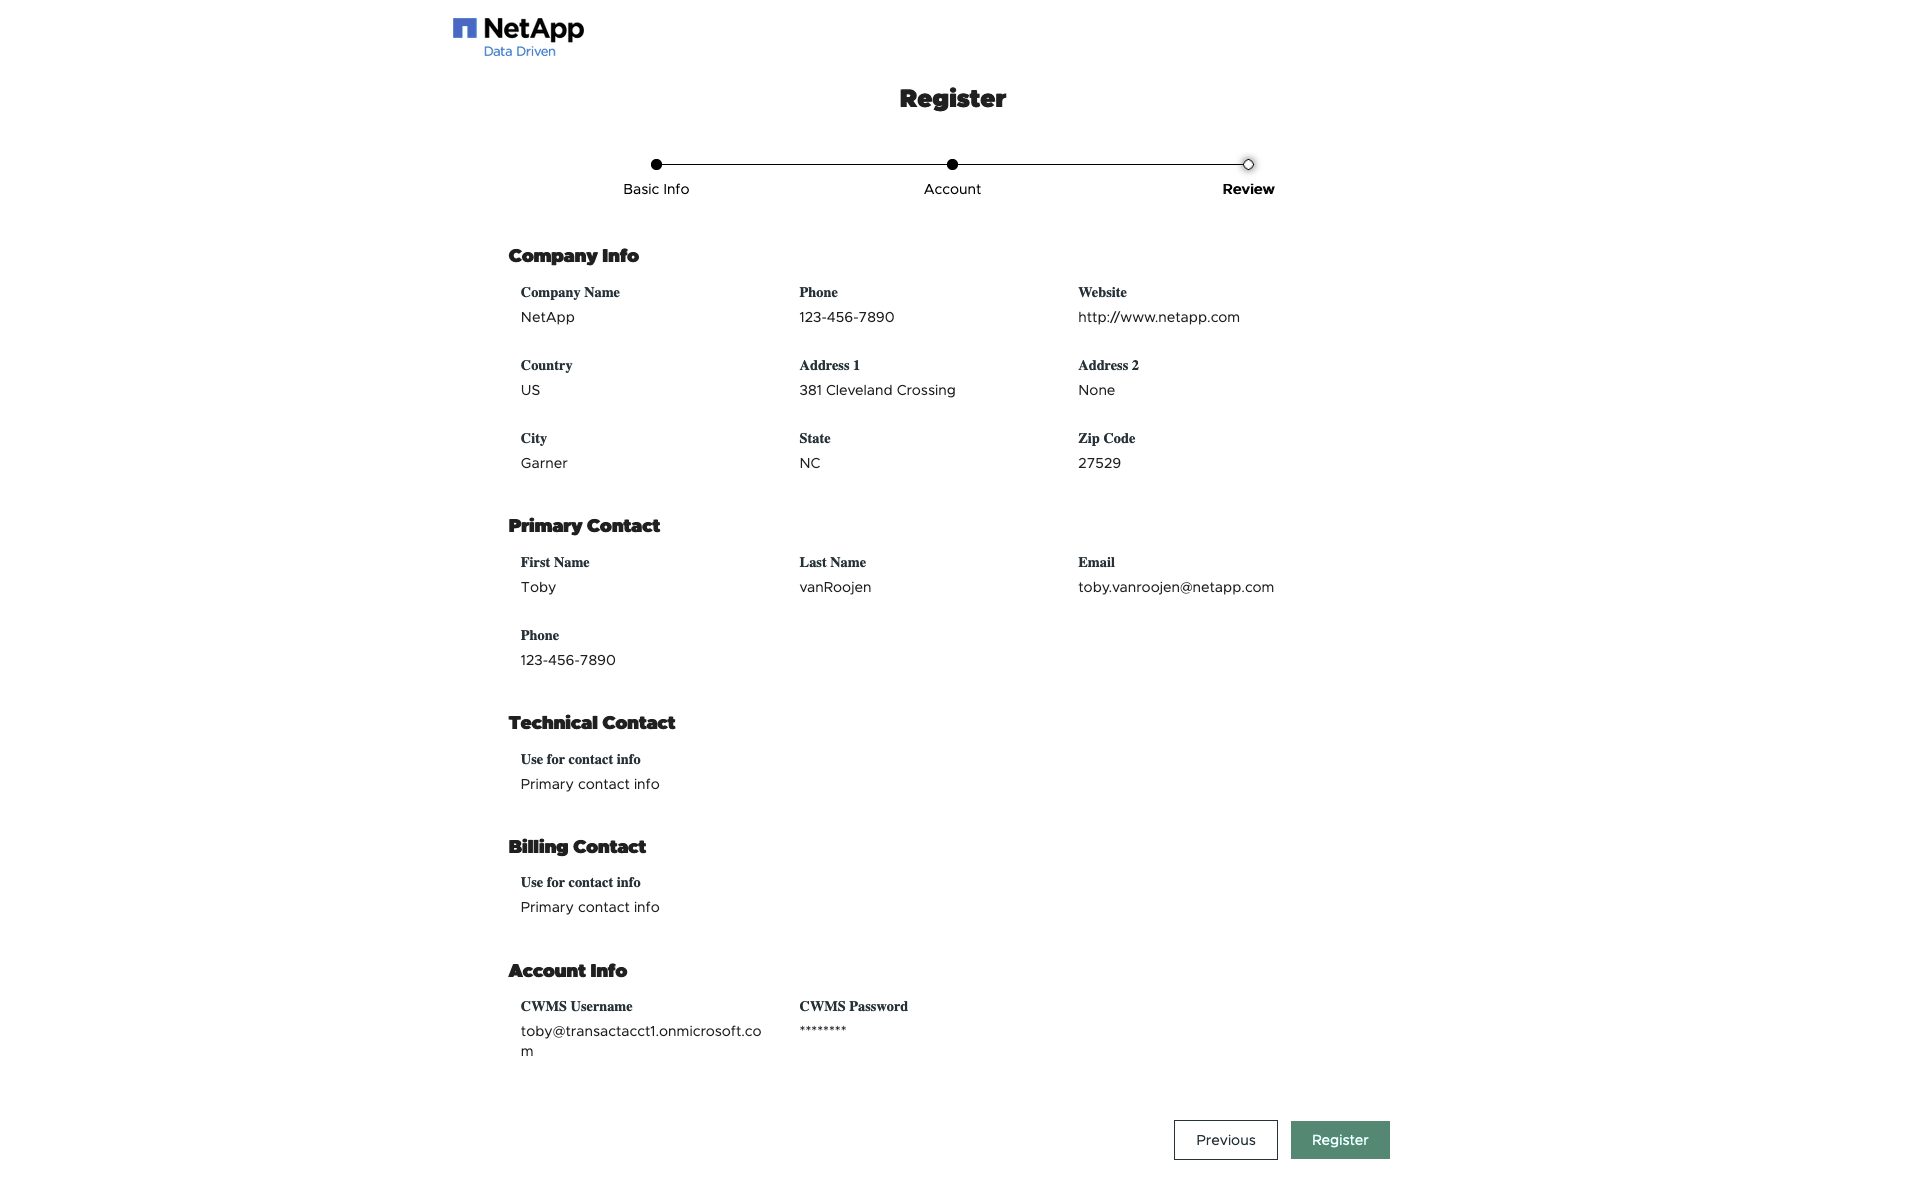 NetApp
Data Driven
Register
Basic Info Account Review
Company Info
Company Name Phone Website
NetApp 123-456-7890 http://www.netapp.com
Country Address 1 Address 2
US 381 Cleveland Crossing None
City State Zip Code
Garner NC 27529
Primary Contact
First Name Last Name Email
Toby vanRoojen toby.vanroojen@netapp.com
Phone
123-456-7890
Technical Contact
Use for contact info
Primary contact info
Billing Contact
Use for contact info
Primary contact info
Account Info
CWMS Username CWMS Password
toby@transactacct1.onmicrosoft.co ********
m
Previous Register